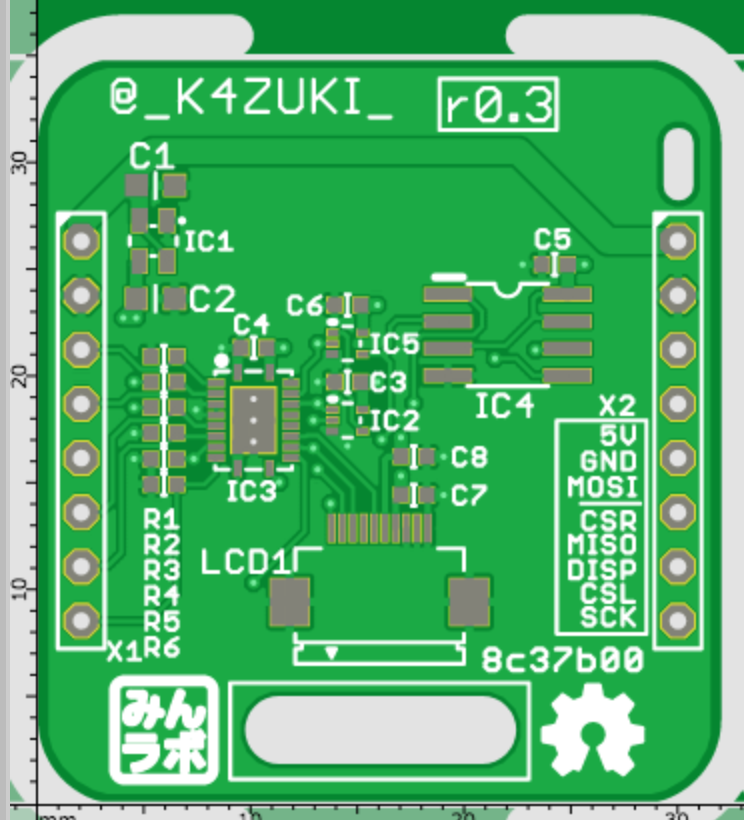 @_K4ZUKI_
r0.3
30
C1
IC1
C5
C2
C6
C4
IC5
20
C3
IC4
X2
IC2
5V
C8
GND
IC3
C7
MOSI
R1
CSR
R2
MISO
LCD1
R3
DISP
10
R4
CSL
R5
SCK
X1
R6
8c37b00
みん
ラボ
mm
10
20
30